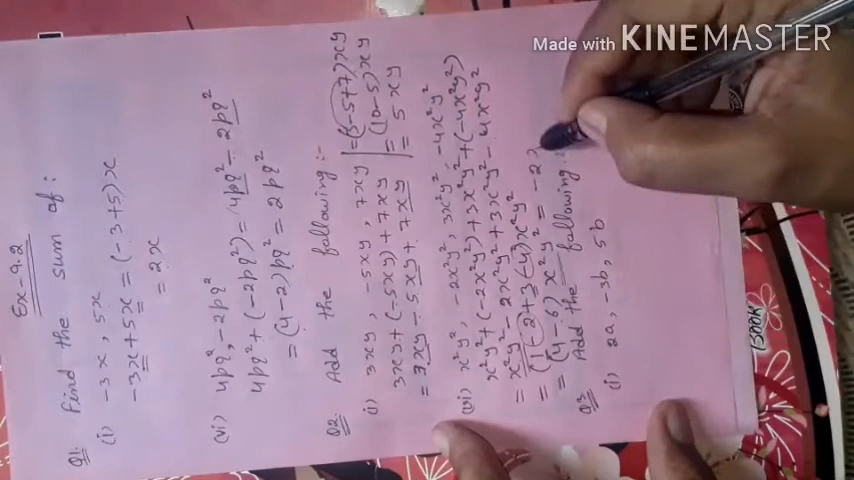 Ex-9.2
Q1. Find the sum of:
(i) -3x, 5x
-3x+5x = (-3+5)x
= 2x
(vi) 4pq², -2pq²
4pq²+(-2pq²) = 4pq² - 2pq²
= (4-2)pq² = 2pq²
Q2. Add the following:-
(i) 3xy, -5xy, 7xy
3xy+(-5xy)+7xy
= 3xy-5xy+7xy
= (3-5+7)xy
= (10-5)xy
= 5xy
(vi) x²y², -2x²y², 3x²y², -4x²y²
x²y²+(-2x²y²)+3x²y²+(-4x²y²)
= x²y²-2x²y²+3x²y²-4x²y²
= (1-2+3-4)x²y²
= (4-6)x²y² = -2x
Q3 Add the following:
(i) 2a, -3b, 5b
Made with KINEMASTER